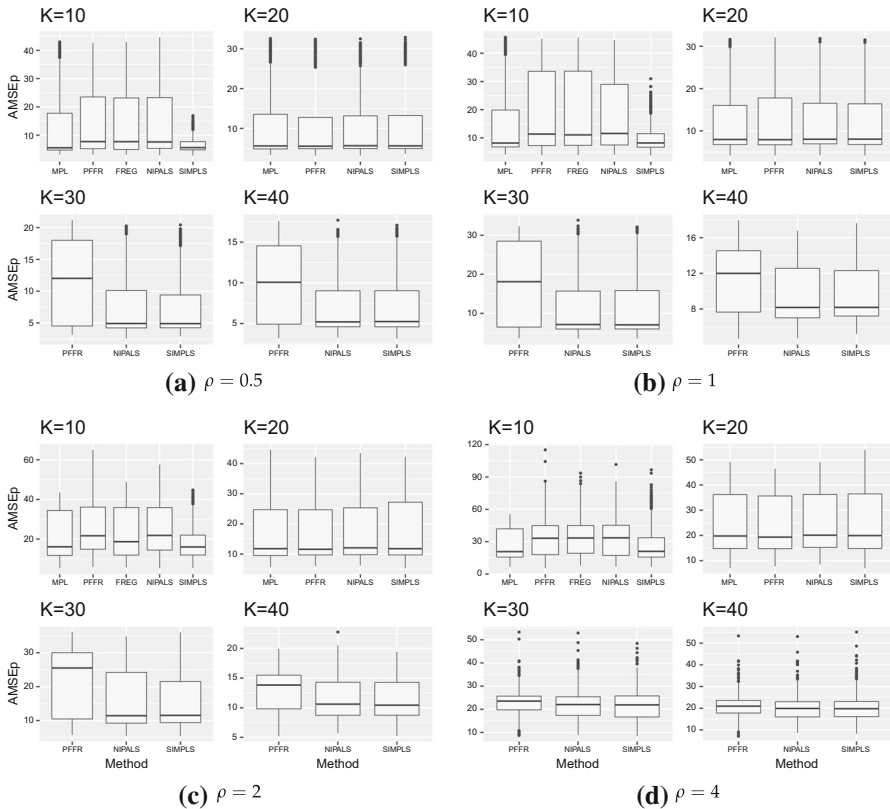 K=10
K=20
AMSEp
40
30
20
10
MPL PFFR FREG NIPALS SIMPLS
30
20
10
MPL PFFR NIPALS SIMPLS
K=30
K=40
AMSEp
20
15
10
5
PFFR NIPALS SIMPLS
15
10
5
PFFR NIPALS SIMPLS
(a) ρ = 0.5
K=10
K=20
40
30
20
10
MPL PFFR FREG NIPALS SIMPLS
30
20
10
MPL PFFR NIPALS SIMPLS
K=30
K=40
30
20
10
PFFR NIPALS SIMPLS
16
12
8
PFFR NIPALS SIMPLS
(b) ρ = 1
K=10
K=20
AMSEp
60
40
20
MPL PFFR FREG NIPALS SIMPLS
40
30
20
10
MPL PFFR NIPALS SIMPLS
K=30
K=40
AMSEp
30
20
10
PFFR NIPALS SIMPLS
20
15
10
5
PFFR NIPALS SIMPLS
Method
(c) ρ = 2
K=10
K=20
120
90
60
30
0
MPL PFFR FREG NIPALS SIMPLS
50
40
30
20
10
MPL PFFR NIPALS SIMPLS
K=30
K=40
50
40
30
20
10
PFFR NIPALS SIMPLS
50
40
30
20
10
PFFR NIPALS SIMPLS
Method
(d) ρ = 4